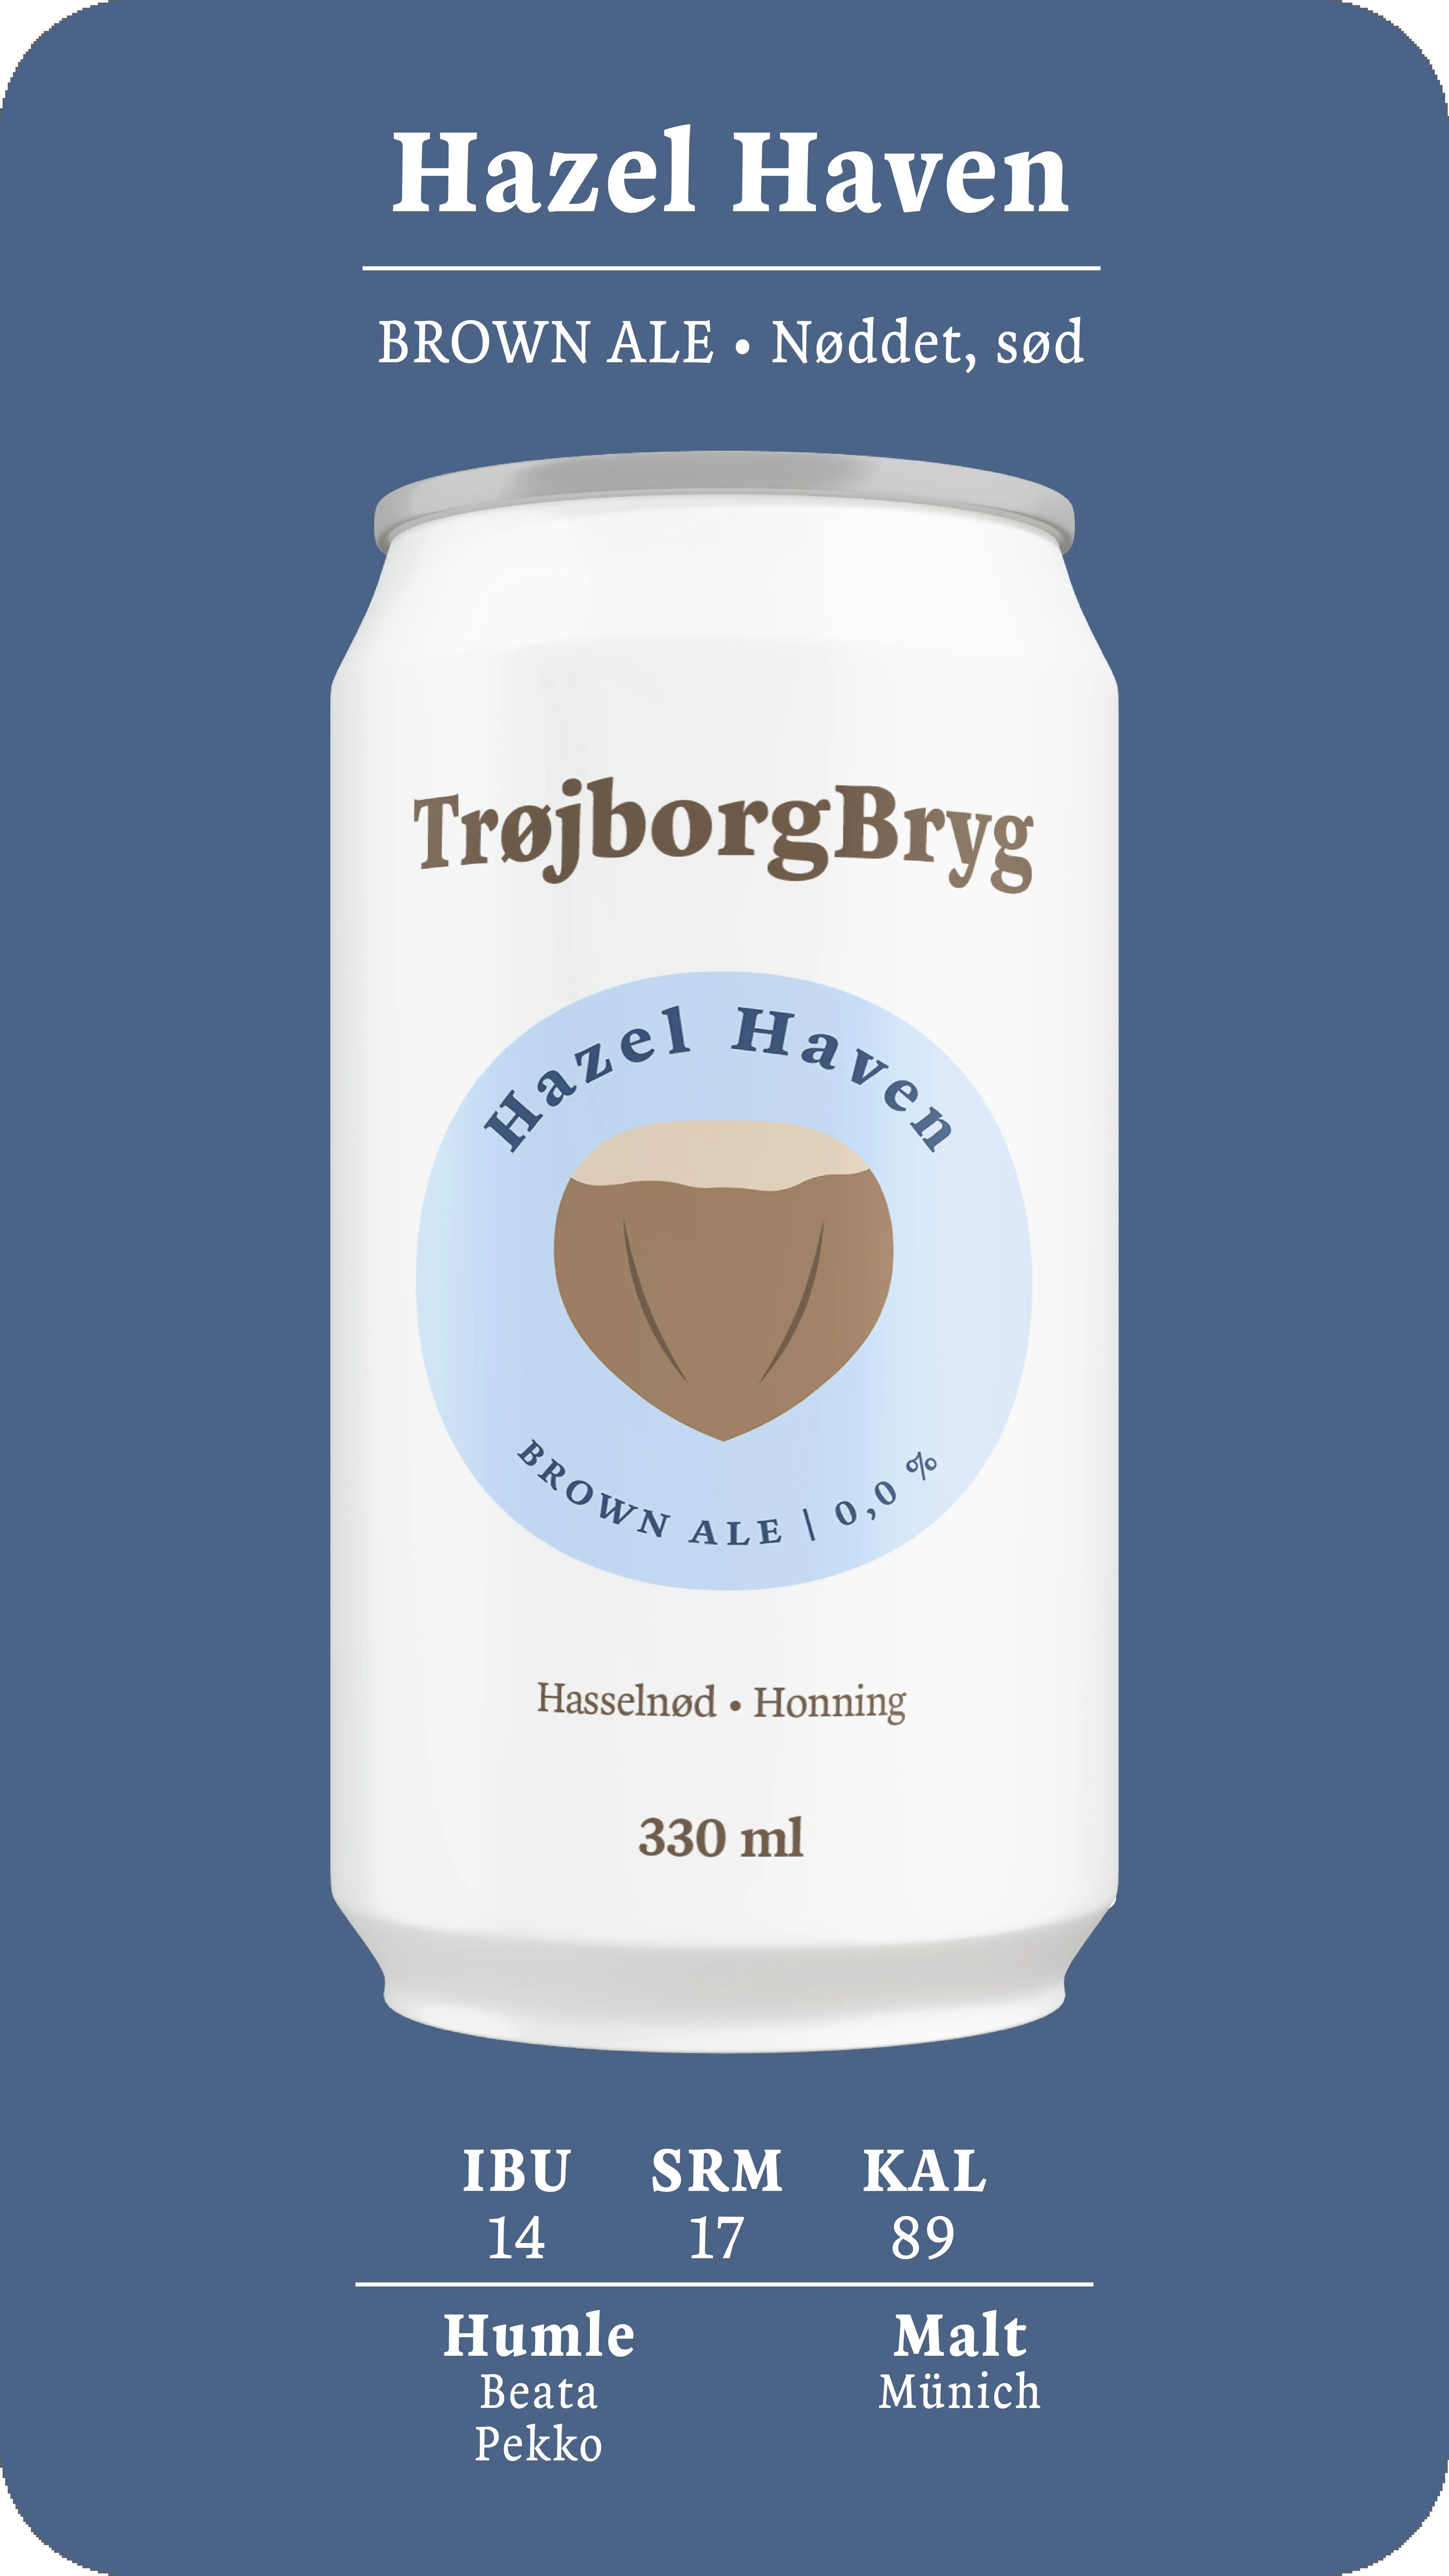 Hazel Haven
BROWN ALE • Nøddet, sød
TrøjborgBryg
Hazel Haven
BROWN ALE | 0,0 %
Hasselnød • Honning
330 ml
IBU SRM KAL
14 17 89
Humle Malt
Beata Münich
Pekko